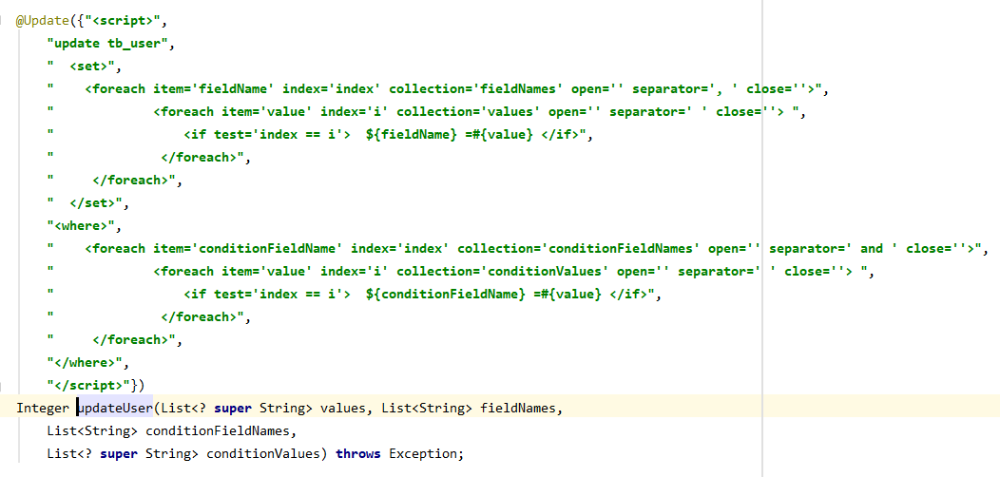 @Update({"<script>",
    "update tb_user",
    "  <set>",
    "    <foreach item='fieldName' index='index' collection='fieldNames' open='' separator=', ' close=''>",
    "             <foreach item='value' index='i' collection='values' open='' separator=' ' close=''> ",
    "                 <if test='index == i'>  ${fieldName} =#{value} </if>",
    "              </foreach>",
    "     </foreach>",
    "  </set>",
    "<where>",
    "    <foreach item='conditionFieldName' index='index' collection='conditionFieldNames' open='' separator=' and ' close=''>",
    "             <foreach item='value' index='i' collection='conditionValues' open='' separator=' ' close=''> ",
    "                 <if test='index == i'>  ${conditionFieldName} =#{value} </if>",
    "              </foreach>",
    "     </foreach>",
    "</where>",
    "</script>"})
Integer updateUser(List<? super String> values, List<String> fieldNames,
    List<String> conditionFieldNames,
    List<? super String> conditionValues) throws Exception;